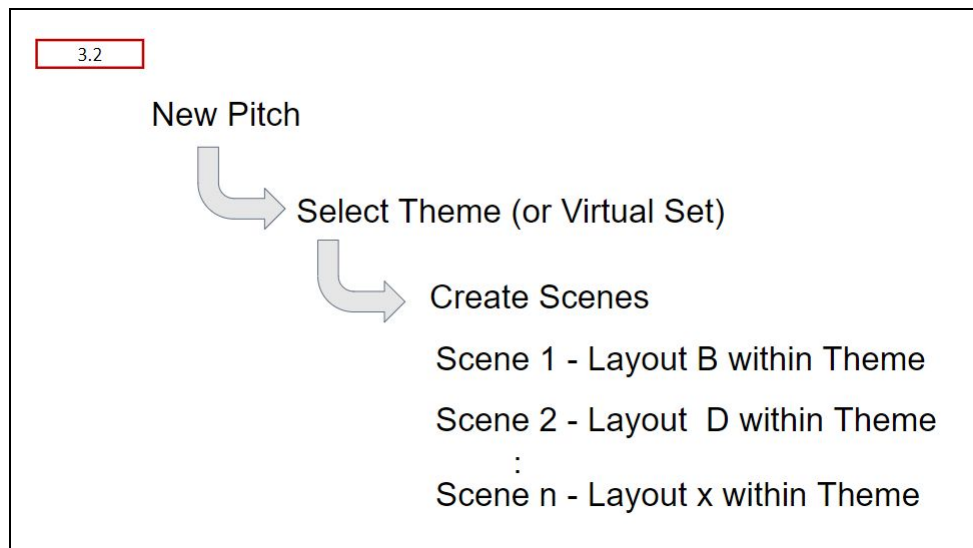 3.2
New Pitch
Select Theme (or Virtual Set)
Create Scenes
Scene 1 - Layout B within Theme
Scene 2 - Layout  D within Theme
:
Scene n - Layout x within Theme